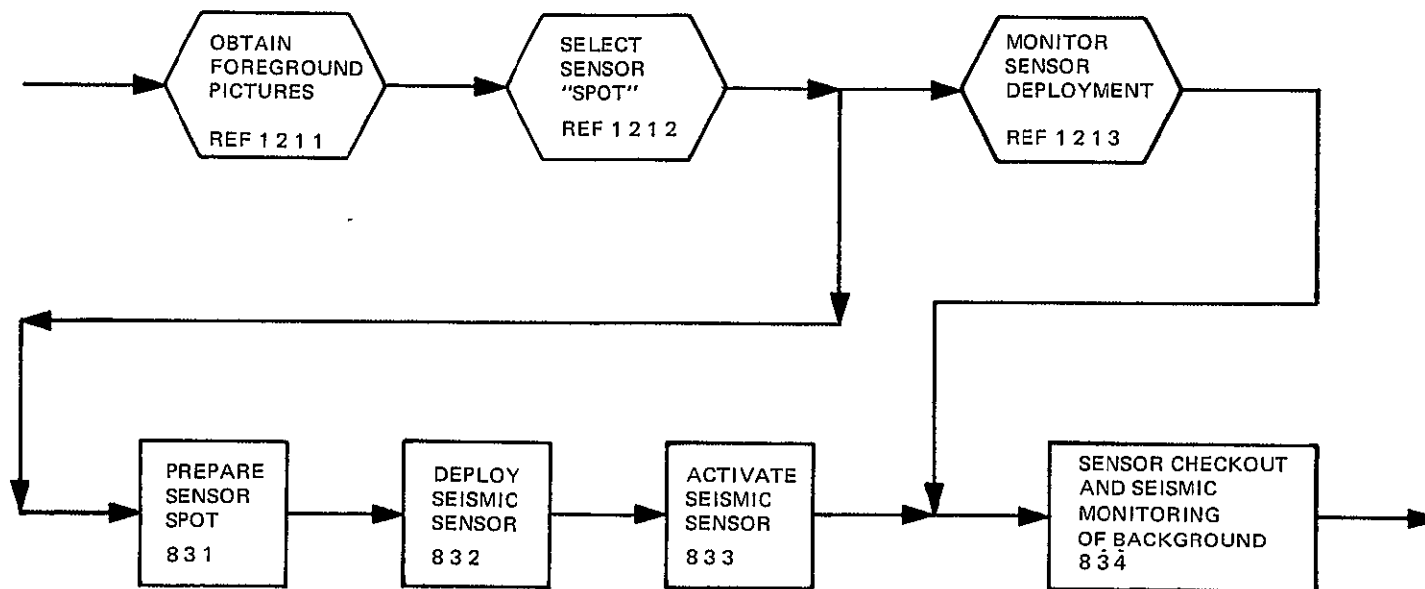 OBTAIN
FOREGROUND
PICTURES
REF 1 2 1 1
SELECT
SENSOR
"SPOT"
REF 1 2 1 2
MONITOR
SENSOR
DEPLOYMENT
REF 1 2 1 3
PREPARE
SENSOR
SPOT
8 3 1
DEPLOY
SEISMIC
SENSOR
8 3 2
ACTIVATE
SEISMIC
SENSOR
8 3 3
SENSOR CHECKOUT
AND SEISMIC
MONITORING
OF BACKGROUND
8 3 4